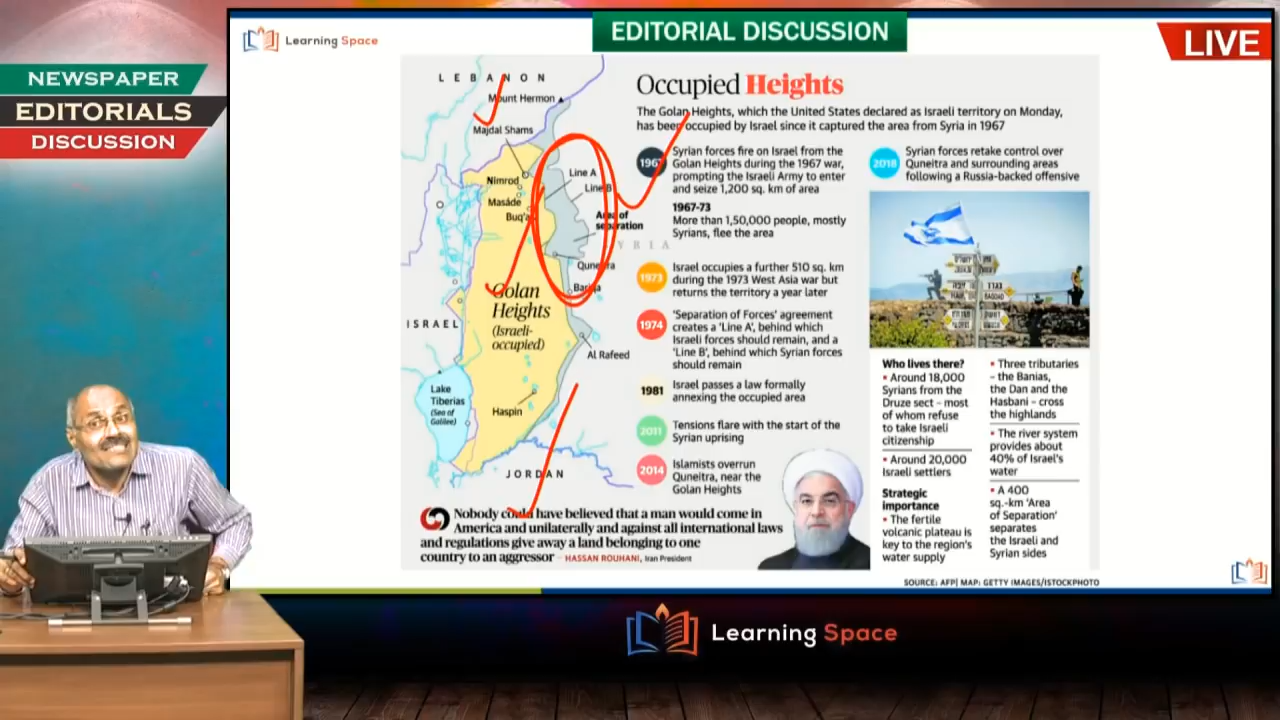 NEWSPAPER
EDITORIALS
DISCUSSION
Learning Space
EDITORIAL DISCUSSION
LIVE
LEBANON
Mount Hermon
Majdal Shams
Nimrod
Masade
Buq'a
Line A
Line B
Area of
separation
SYRIA
Quneitra
Golan
Heights
(Israeli-
occupied)
ISRAEL
Al Rafeed
Lake
Tiberias
(Sea of
Galilee)
Haspin
JORDAN
Occupied Heights
The Golan Heights, which the United States declared as Israeli territory on Monday,
has been occupied by Israel since it captured the area from Syria in 1967
1967
Syrian forces fire on Israel from the
Golan Heights during the 1967 war,
prompting the Israeli Army to enter
and seize 1,200 sq. km of area
1967-73
More than 1,50,000 people, mostly
Syrians, flee the area
1973
Israel occupies a further 510 sq. km
during the 1973 West Asia war but
returns the territory a year later
1974
'Separation of Forces' agreement
creates a 'Line A', behind which
Israeli forces should remain, and a
'Line B', behind which Syrian forces
should remain
1981
Israel passes a law formally
annexing the occupied area
2011
Tensions flare with the start of the
Syrian uprising
2014
Islamists overrun
Quneitra, near the
Golan Heights
2018
Syrian forces retake control over
Quneitra and surrounding areas
following a Russia-backed offensive
Who lives there?
▪ Around 18,000
Syrians from the
Druze sect – most
of whom refuse
to take Israeli
citizenship
▪ Around 20,000
Israeli settlers
Strategic
importance
▪ The fertile
volcanic plateau is
key to the region's
water supply
▪ Three tributaries
– the Banias,
the Dan and the
Hasbani – cross
the highlands
▪ The river system
provides about
40% of Israel's
water
▪ A 400
sq.-km 'Area
of Separation'
separates
the Israeli and
Syrian sides
Nobody could have believed that a man would come in
America and unilaterally and against all international laws
and regulations give away a land belonging to one
country to an aggressor – HASSAN ROUHANI, Iran President
SOURCE: AFP| MAP: GETTY IMAGES/ISTOCKPHOTO
Learning Space